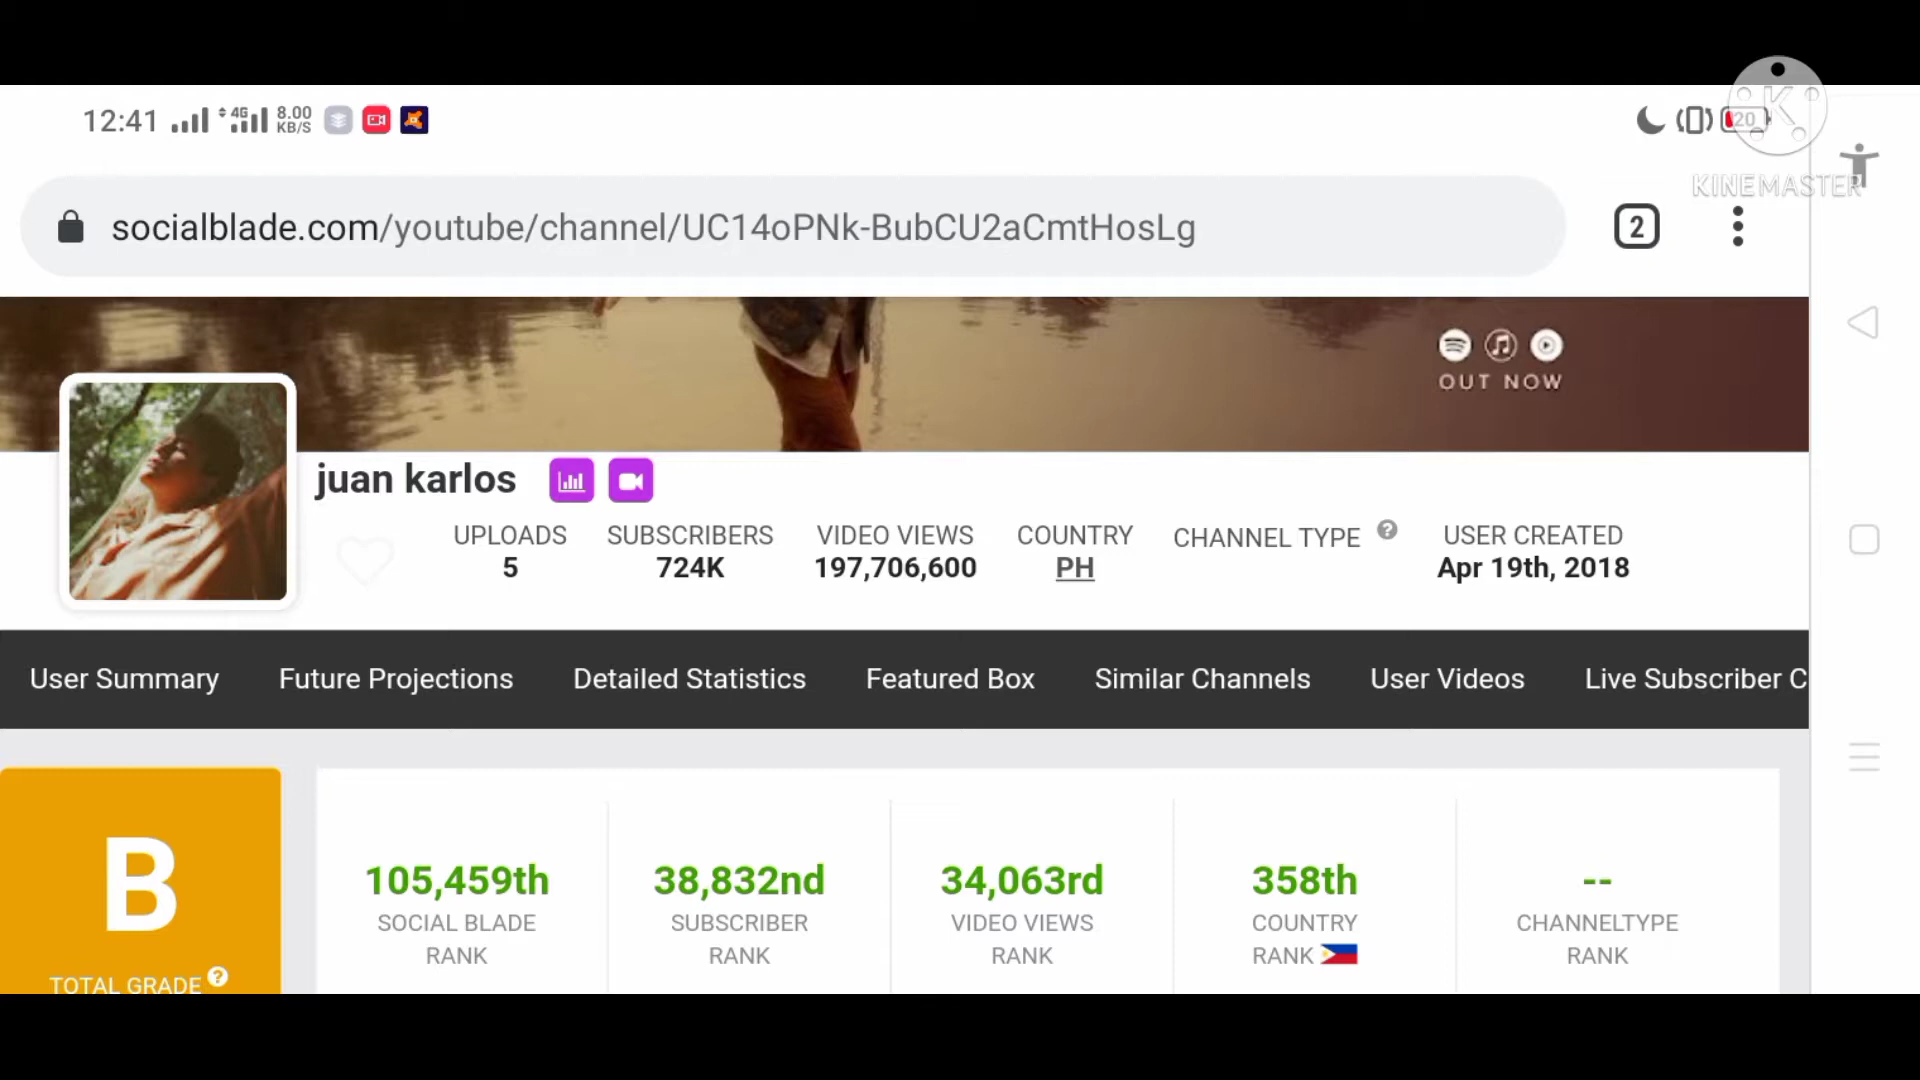 12:41 4G 8.00 KB/S 20
KINEMASTER
socialblade.com/youtube/channel/UC14oPNk-BubCU2aCmtHosLg 2
OUT NOW
juan karlos
UPLOADS SUBSCRIBERS VIDEO VIEWS COUNTRY CHANNEL TYPE ? USER CREATED
5 724K 197,706,600 PH Apr 19th, 2018
User Summary Future Projections Detailed Statistics Featured Box Similar Channels User Videos Live Subscriber C
B
TOTAL GRADE ?
105,459th 38,832nd 34,063rd 358th --
SOCIAL BLADE SUBSCRIBER VIDEO VIEWS COUNTRY CHANNELTYPE
RANK RANK RANK RANK RANK